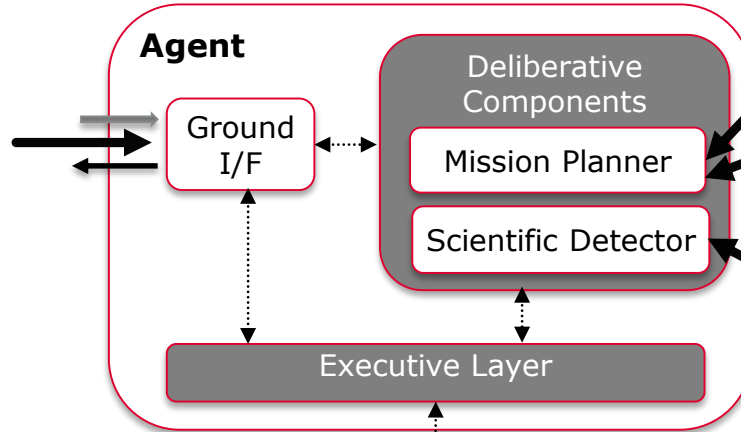 Agent
Deliberative
Components
Ground
I/F
Mission Planner
Scientific Detector
Executive Layer